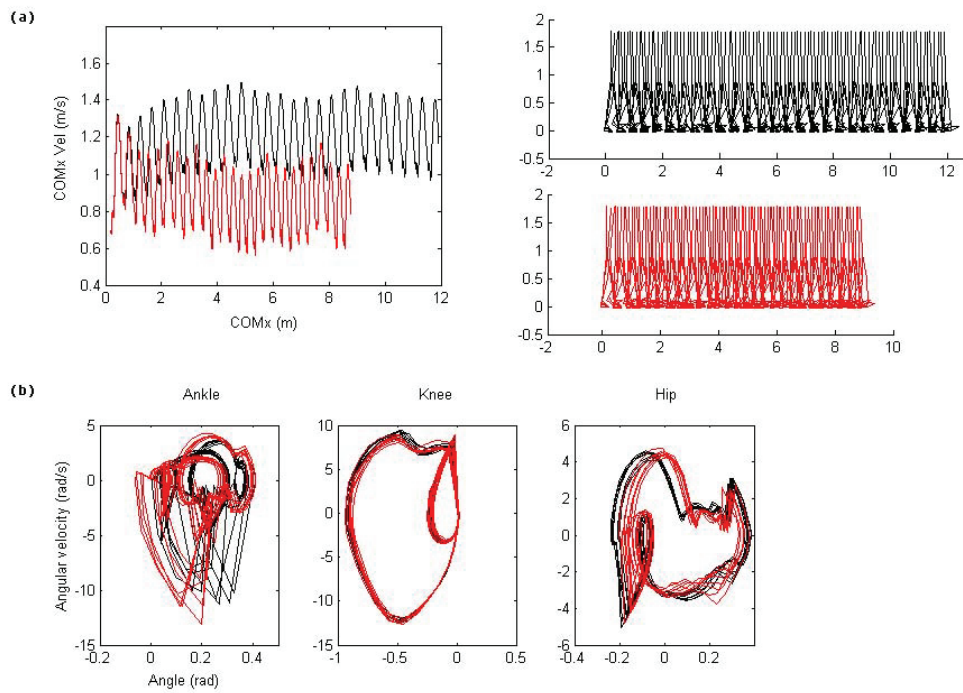 (a)
COMx Vel (m/s)
1.6
1.4
1.2
1
0.8
0.6
0.4
0 2 4 6 8 10 12
COMx (m)
2
1.5
1
0.5
0
-0.5
-2 0 2 4 6 8 10 12
2
1.5
1
0.5
0
-0.5
-2 0 2 4 6 8 10
(b)
Ankle
Knee
Hip
Angular velocity (rad/s)
5
0
-5
-10
-15
-0.2 0 0.2 0.4
Angle (rad)
10
5
0
-5
-10
-15
-1 -0.5 0 0.5
6
4
2
0
-2
-4
-6
-0.4 -0.2 0 0.2